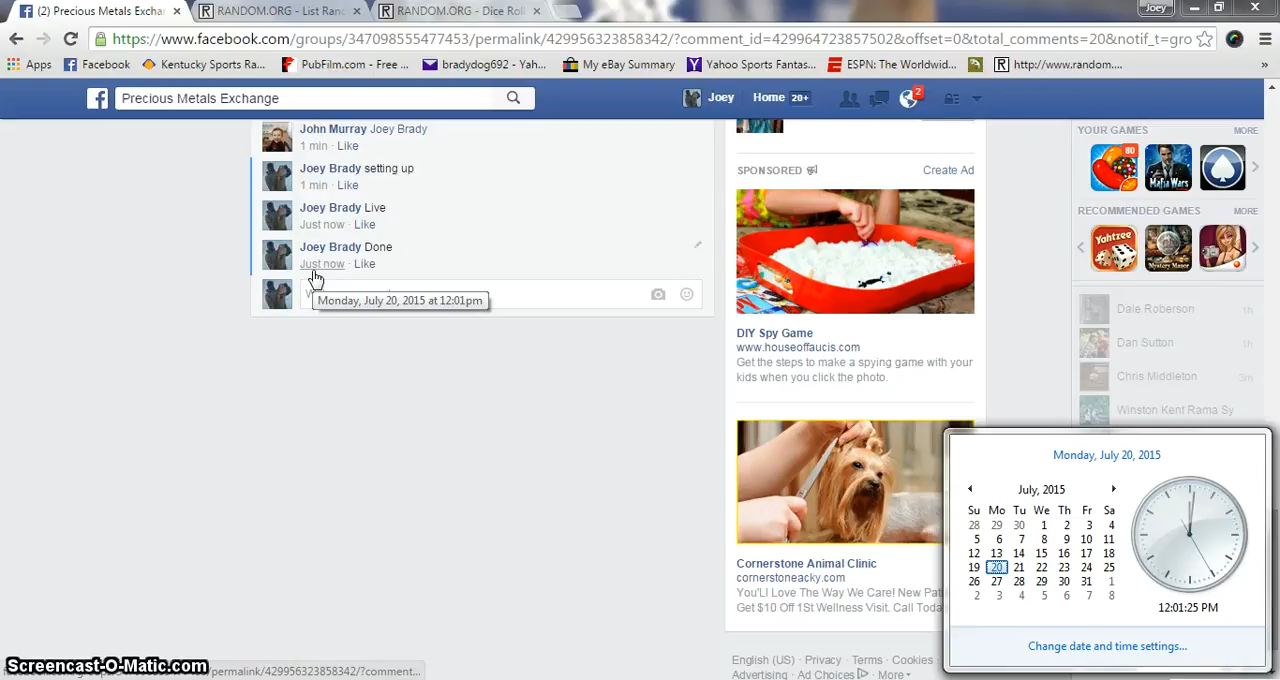 (2) Precious Metals Exchan
RANDOM.ORG - List Ran
RANDOM.ORG - Dice Roll
Joey
https://www.facebook.com/groups/347098555477453/permalink/429956323858342/?comment_id=429964723857502&offset=0&total_comments=20&notif_t=gro
Apps
Facebook
Kentucky Sports Ra...
PubFilm.com - Free ...
bradydog692 - Yah...
My eBay Summary
Yahoo Sports Fantas...
ESPN: The Worldwid...
http://www.random....
»
Precious Metals Exchange
Joey
Home 20+
2
John Murray Joey Brady
1 min · Like
Joey Brady setting up
1 min · Like
Joey Brady Live
Just now · Like
Joey Brady Done
Just now · Like
Monday, July 20, 2015 at 12:01pm
SPONSORED
Create Ad
DIY Spy Game
www.houseoffaucis.com
Get the steps to make a spying game with your
kids when you click the photo.
Cornerstone Animal Clinic
cornerstoneacky.com
You'Ll Love The Way We Care! New Pat
Get $10 Off 1St Wellness Visit. Call Toda
English (US) · Privacy · Terms · Cookies
Advertising · Ad Choices · More
YOUR GAMES
MORE
80
Mafia Wars
RECOMMENDED GAMES
MORE
Yahtzee
Mystery Manor
Dale Roberson
1h
Dan Sutton
1h
Chris Middleton
3m
Winston Kent Rama Sy
Monday, July 20, 2015
July, 2015
Su Mo Tu We Th Fr Sa
28 29 30 1 2 3 4
5 6 7 8 9 10 11
12 13 14 15 16 17 18
19 20 21 22 23 24 25
26 27 28 29 30 31 1
2 3 4 5 6 7 8
12:01:25 PM
Change date and time settings...
Screencast-O-Matic.com
/permalink/429956323858342/?comment...